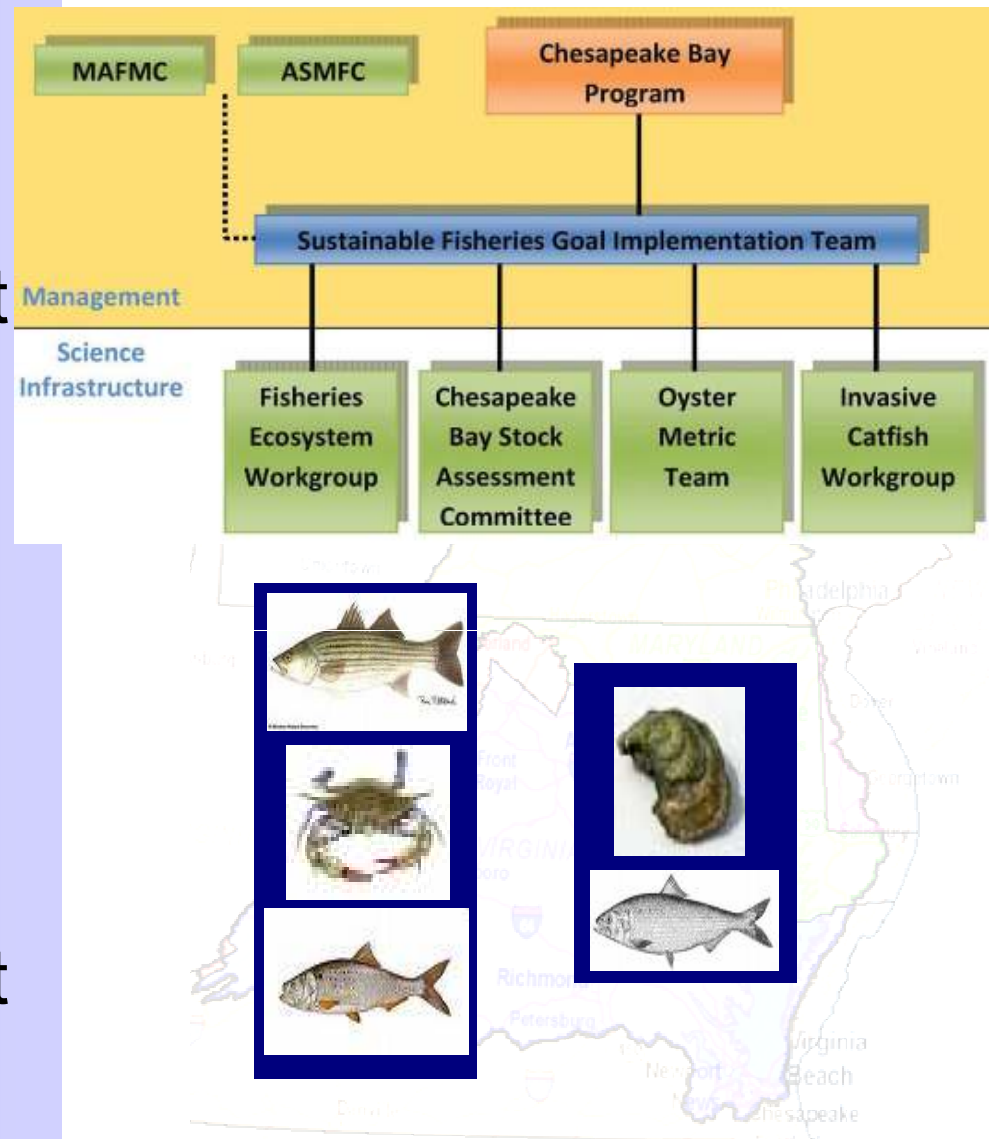 MAFMC
ASMFC
Chesapeake Bay
Program
Sustainable Fisheries Goal Implementation Team
t
Management
Science
Infrastructure
Fisheries
Ecosystem
Workgroup
Chesapeake
Bay Stock
Assessment
Committee
Oyster
Metric
Team
Invasive
Catfish
Workgroup
Philadelphia
MARYLAND
Dover
Georgetown
Front
Royal
VIRGINIA
64
Richmond
Petersburg
t
Virginia
Beach
Newport
News
Chesapeake